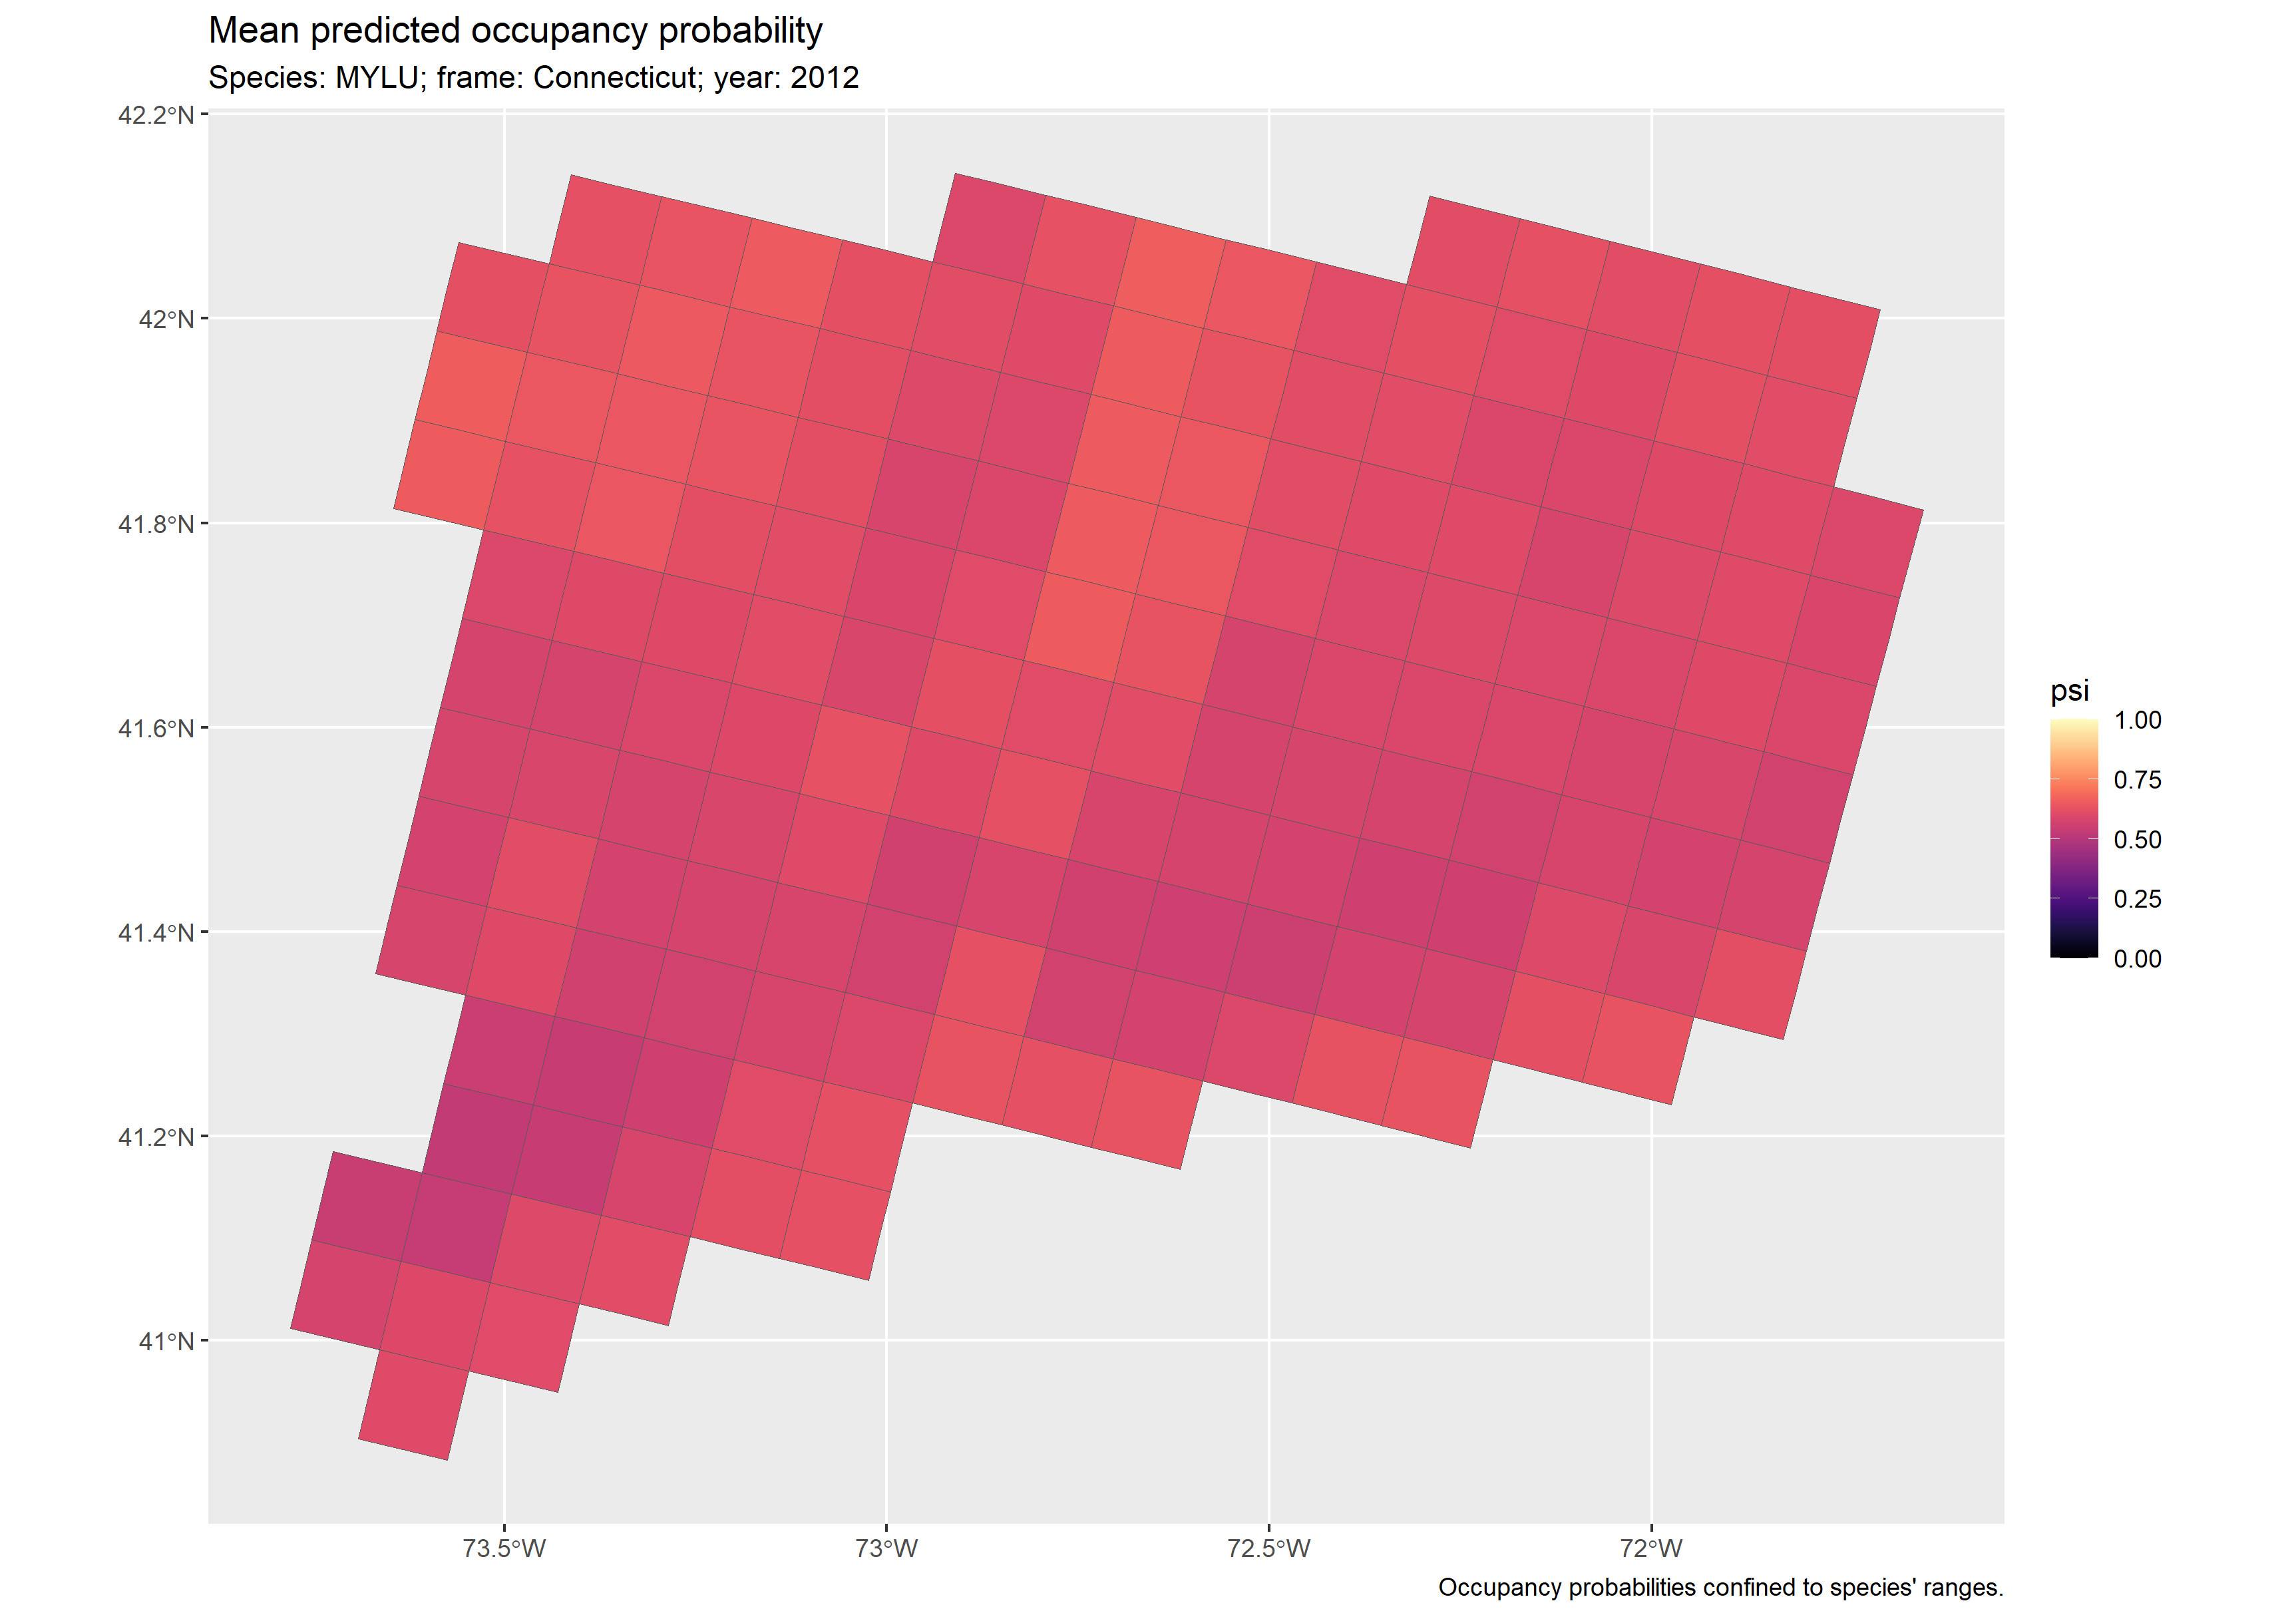 Mean predicted occupancy probability
Species: MYLU; frame: Connecticut; year: 2012
42.2°N
42°N
41.8°N
41.6°N
41.4°N
41.2°N
41°N
73.5°W
73°W
72.5°W
72°W
psi
1.00
0.75
0.50
0.25
0.00
Occupancy probabilities confined to species' ranges.